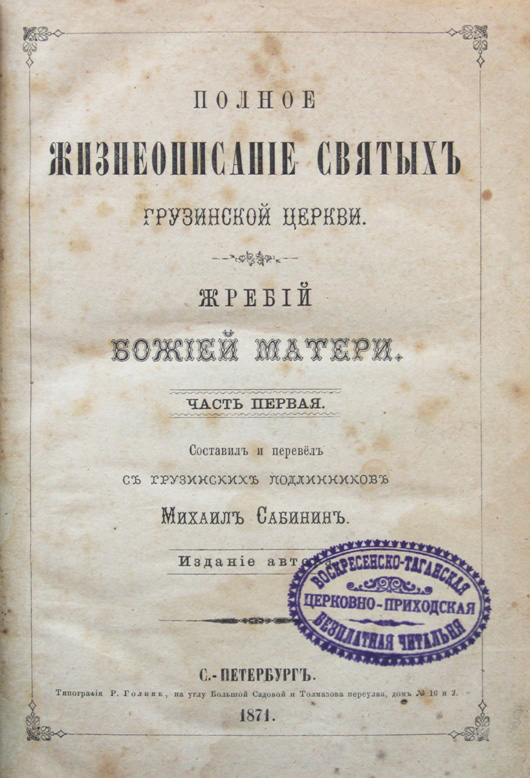 ПОЛНОЕ
ЖИЗНЕОПИСАНІЕ СВЯТЫХЪ
ГРУЗИНСКОЙ ЦЕРКВИ.
ЖРЕБІЙ
БОЖІЕЙ МАТЕРИ.
ЧАСТЬ ПЕРВАЯ.
Составилъ и перевёлъ
СЪ ГРУЗИНСКИХЪ ПОДЛИННИКОВЪ
Михаилъ Сабининъ.
Изданіе автора
ВОСКРЕСЕНСКО-ТАГАНСКАЯ
ЦЕРКОВНО-ПРИХОДСКАЯ
БЕЗПЛАТНАЯ ЧИТАЛЬНЯ
С.-ПЕТЕРБУРГЪ.
Типографія Р. Голике, на углу Большой Садовой и Толмазова переулка, домъ № 10 и 2.
1871.